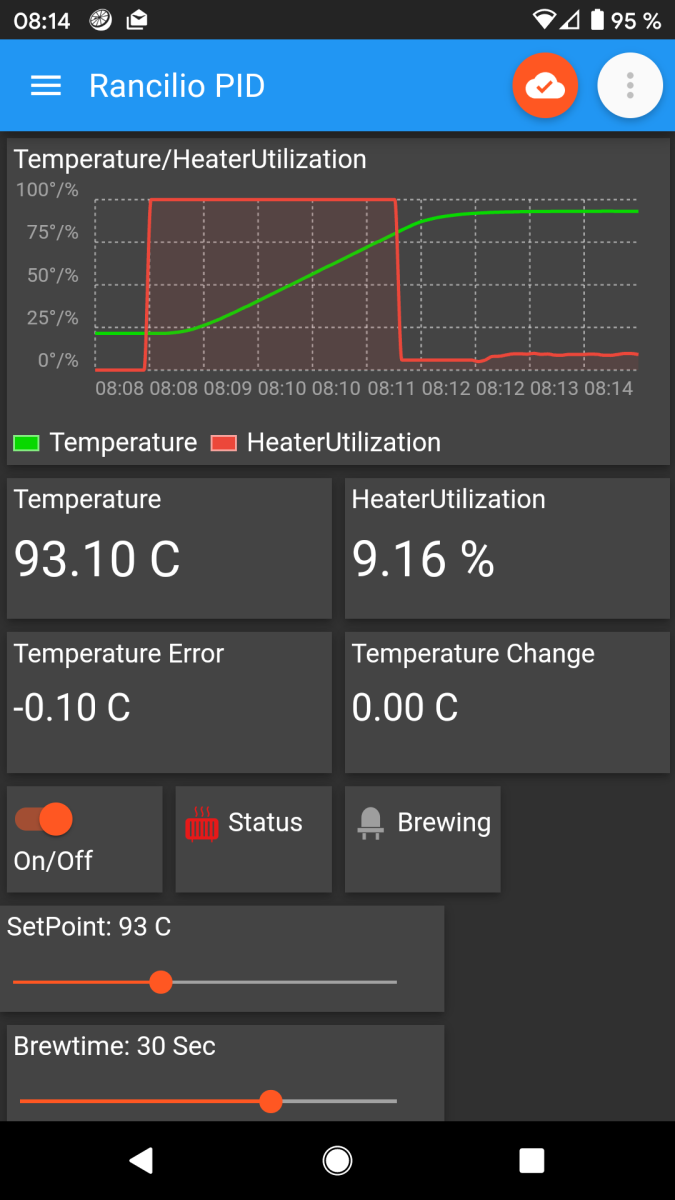 08:14 95 %
Rancilio PID
Temperature/HeaterUtilization
100°/%
75°/%
50°/%
25°/%
0°/%
08:08 08:08 08:09 08:10 08:10 08:11 08:12 08:12 08:13 08:14
Temperature HeaterUtilization
Temperature HeaterUtilization
93.10 C 9.16 %
Temperature Error Temperature Change
-0.10 C 0.00 C
On/Off Status Brewing
SetPoint: 93 C
Brewtime: 30 Sec